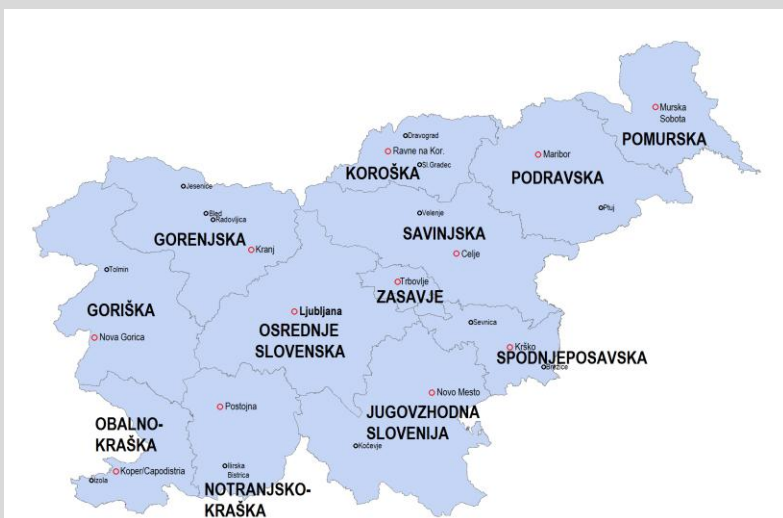 Murska
Sobota
POMURSKA
Dravograd
Ravne na Kor.
Sl.Gradec
KOROŠKA
Maribor
PODRAVSKA
Ptuj
Jesenice
Bled
Radovljica
GORENJSKA
Kranj
Velenje
SAVINJSKA
Celje
Tolmin
GORIŠKA
Nova Gorica
Trbovlje
ZASAVJE
Ljubljana
OSREDNJE
SLOVENSKA
Sevnica
Krško
SPODNJEPOSAVSKA
Brežice
Novo Mesto
JUGOVZHODNA
SLOVENIJA
Kočevje
Postojna
OBALNO-
KRAŠKA
Koper/Capodistria
Izola
Ilirska
Bistrica
NOTRANJSKO-
KRAŠKA